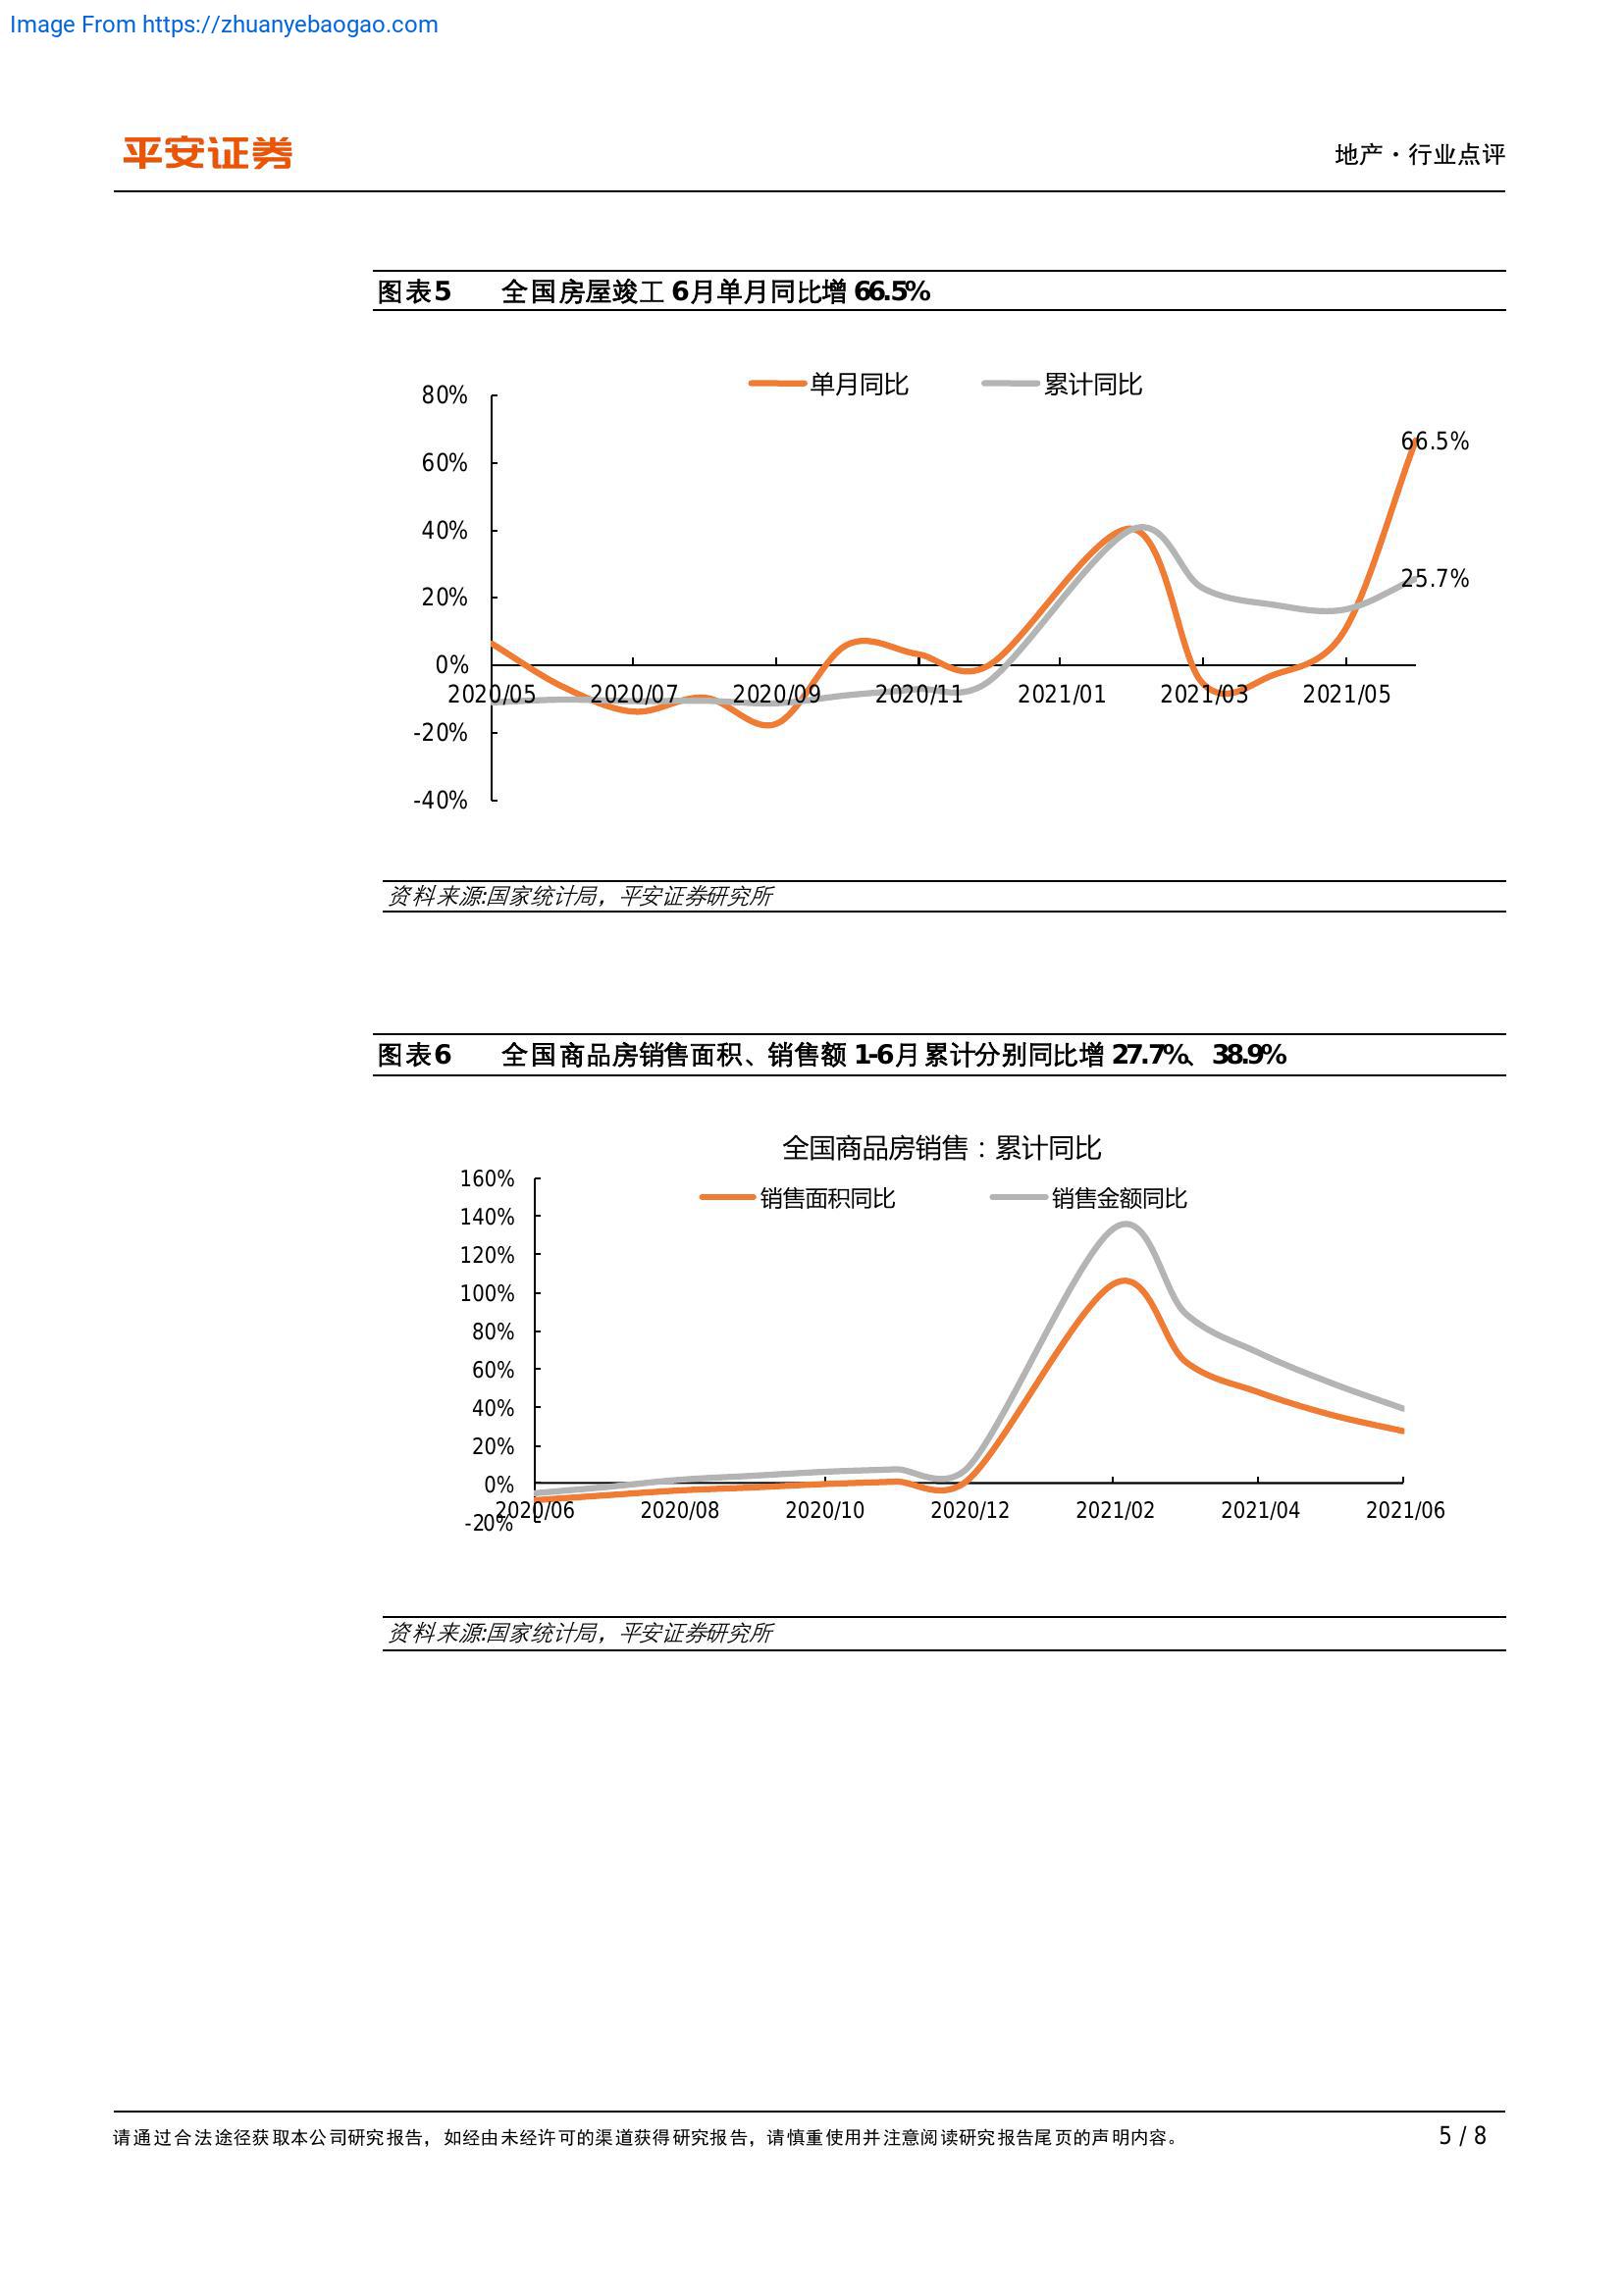 Image From https://zhuanyebaogao.com
平安证券
地产·行业点评
图表5 全国房屋竣工 6月单月同比增 66.5%
单月同比 累计同比
80%
60%
40%
20%
0%
-20%
-40%
66.5%
25.7%
2020/05 2020/07 2020/09 2020/11 2021/01 2021/03 2021/05
资料来源:国家统计局，平安证券研究所
图表6 全国商品房销售面积、销售额 1-6月累计分别同比增 27.7%、38.9%
全国商品房销售：累计同比
销售面积同比 销售金额同比
160%
140%
120%
100%
80%
60%
40%
20%
0%
-20%
2020/06 2020/08 2020/10 2020/12 2021/02 2021/04 2021/06
资料来源:国家统计局，平安证券研究所
请通过合法途径获取本公司研究报告，如经由未经许可的渠道获得研究报告，请慎重使用并注意阅读研究报告尾页的声明内容。
5 / 8